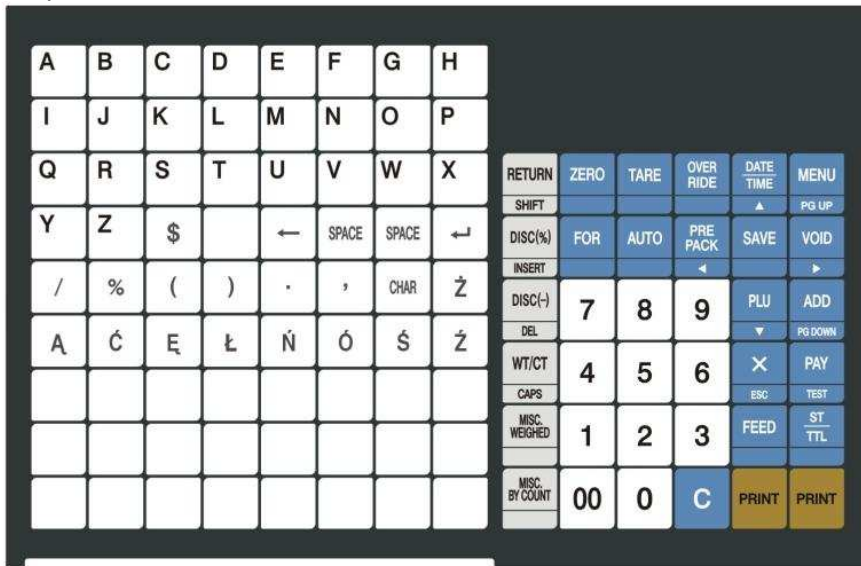 A B C D E F G H
I J K L M N O P
Q R S T U V W X
Y Z $ ← SPACE SPACE ↵
/ % ( ) . , CHAR Ż
Ą Ć Ę Ł Ń Ó Ś Ź
RETURN ZERO TARE OVER RIDE DATE TIME MENU
SHIFT ▲ PG UP
DISC(%) FOR AUTO PRE PACK SAVE VOID
INSERT ◀ ▶
DISC(-) 7 8 9 PLU ADD
DEL ▼ PG DOWN
WT/CT 4 5 6 × PAY
CAPS ESC TEST
MISC. WEIGHED 1 2 3 FEED ST TTL
MISC. BY COUNT 00 0 C PRINT PRINT